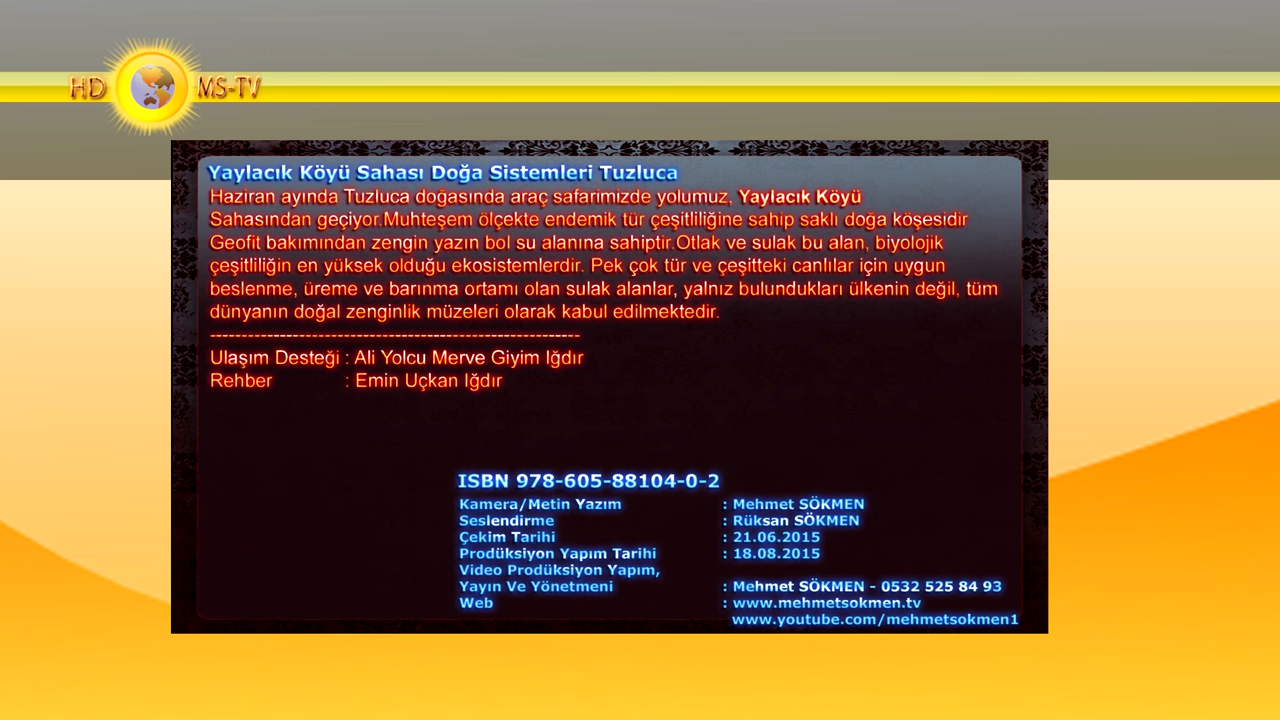 HD MS-TV
Yaylacık Köyü Sahası Doğa Sistemleri Tuzluca
Haziran ayında Tuzluca doğasında araç safarimizde yolumuz, Yaylacık Köyü
Sahasından geçiyor.Muhteşem ölçekte endemik tür çeşitliliğine sahip saklı doğa köşesidir
Geofit bakımından zengin yazın bol su alanına sahiptir.Otlak ve sulak bu alan, biyolojik
çeşitliliğin en yüksek olduğu ekosistemlerdir. Pek çok tür ve çeşitteki canlılar için uygun
beslenme, üreme ve barınma ortamı olan sulak alanlar, yalnız bulundukları ülkenin değil, tüm
dünyanın doğal zenginlik müzeleri olarak kabul edilmektedir.
-----------------------------------------------------------
Ulaşım Desteği : Ali Yolcu Merve Giyim Iğdır
Rehber : Emin Uçkan Iğdır
ISBN 978-605-88104-0-2
Kamera/Metin Yazım : Mehmet SÖKMEN
Seslendirme : Rüksan SÖKMEN
Çekim Tarihi : 21.06.2015
Prodüksiyon Yapım Tarihi : 18.08.2015
Video Prodüksiyon Yapım,
Yayın Ve Yönetmeni : Mehmet SÖKMEN - 0532 525 84 93
Web : www.mehmetsokmen.tv
www.youtube.com/mehmetsokmen1